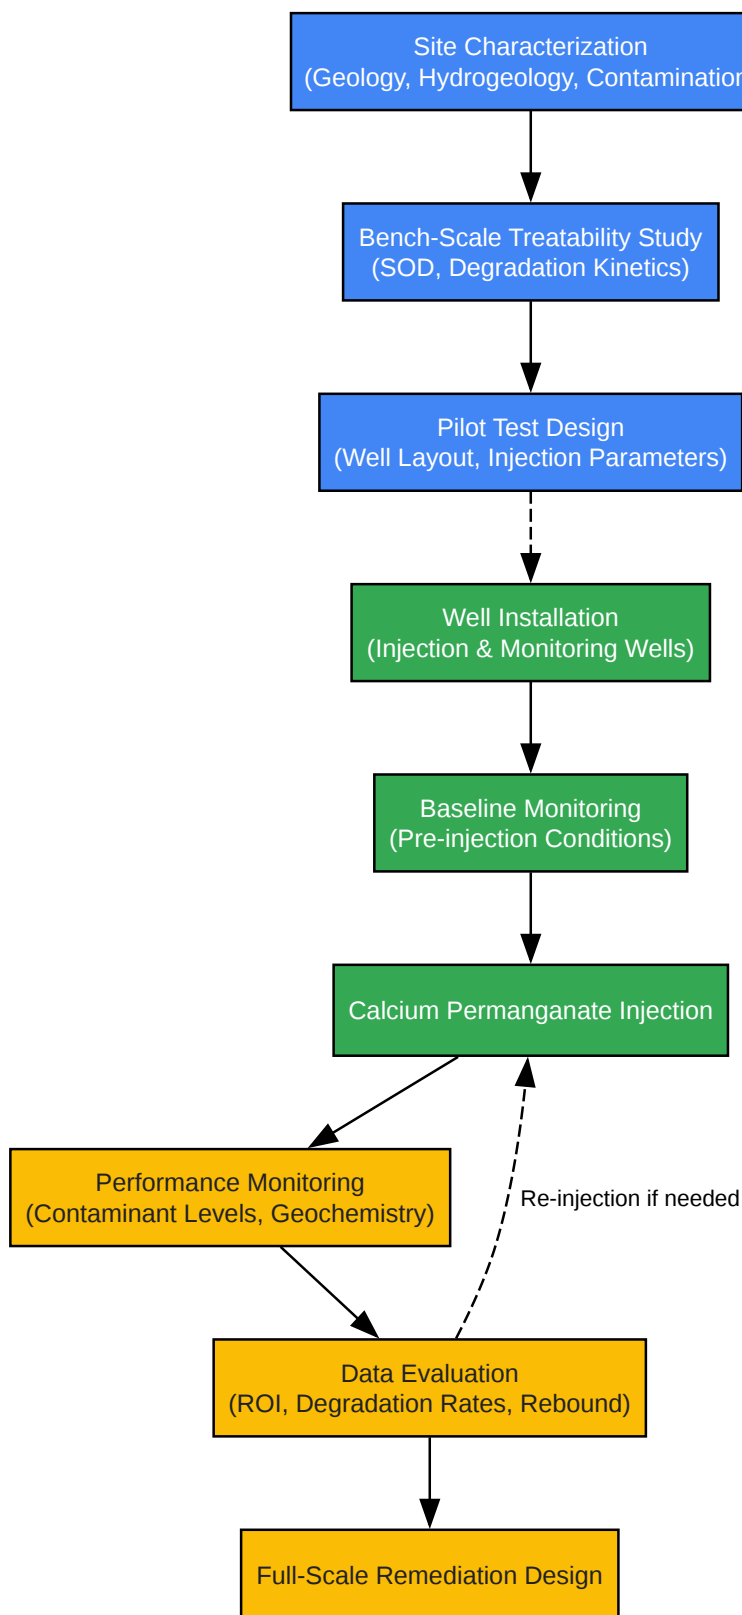 Site Characterization
(Geology, Hydrogeology, Contamination
Bench-Scale Treatability Study
(SOD, Degradation Kinetics)
Pilot Test Design
(Well Layout, Injection Parameters)
Well Installation
(Injection & Monitoring Wells)
Baseline Monitoring
(Pre-injection Conditions)
Calcium Permanganate Injection
Performance Monitoring
(Contaminant Levels, Geochemistry)
Re-injection if needed
Data Evaluation
(ROI, Degradation Rates, Rebound)
Full-Scale Remediation Design